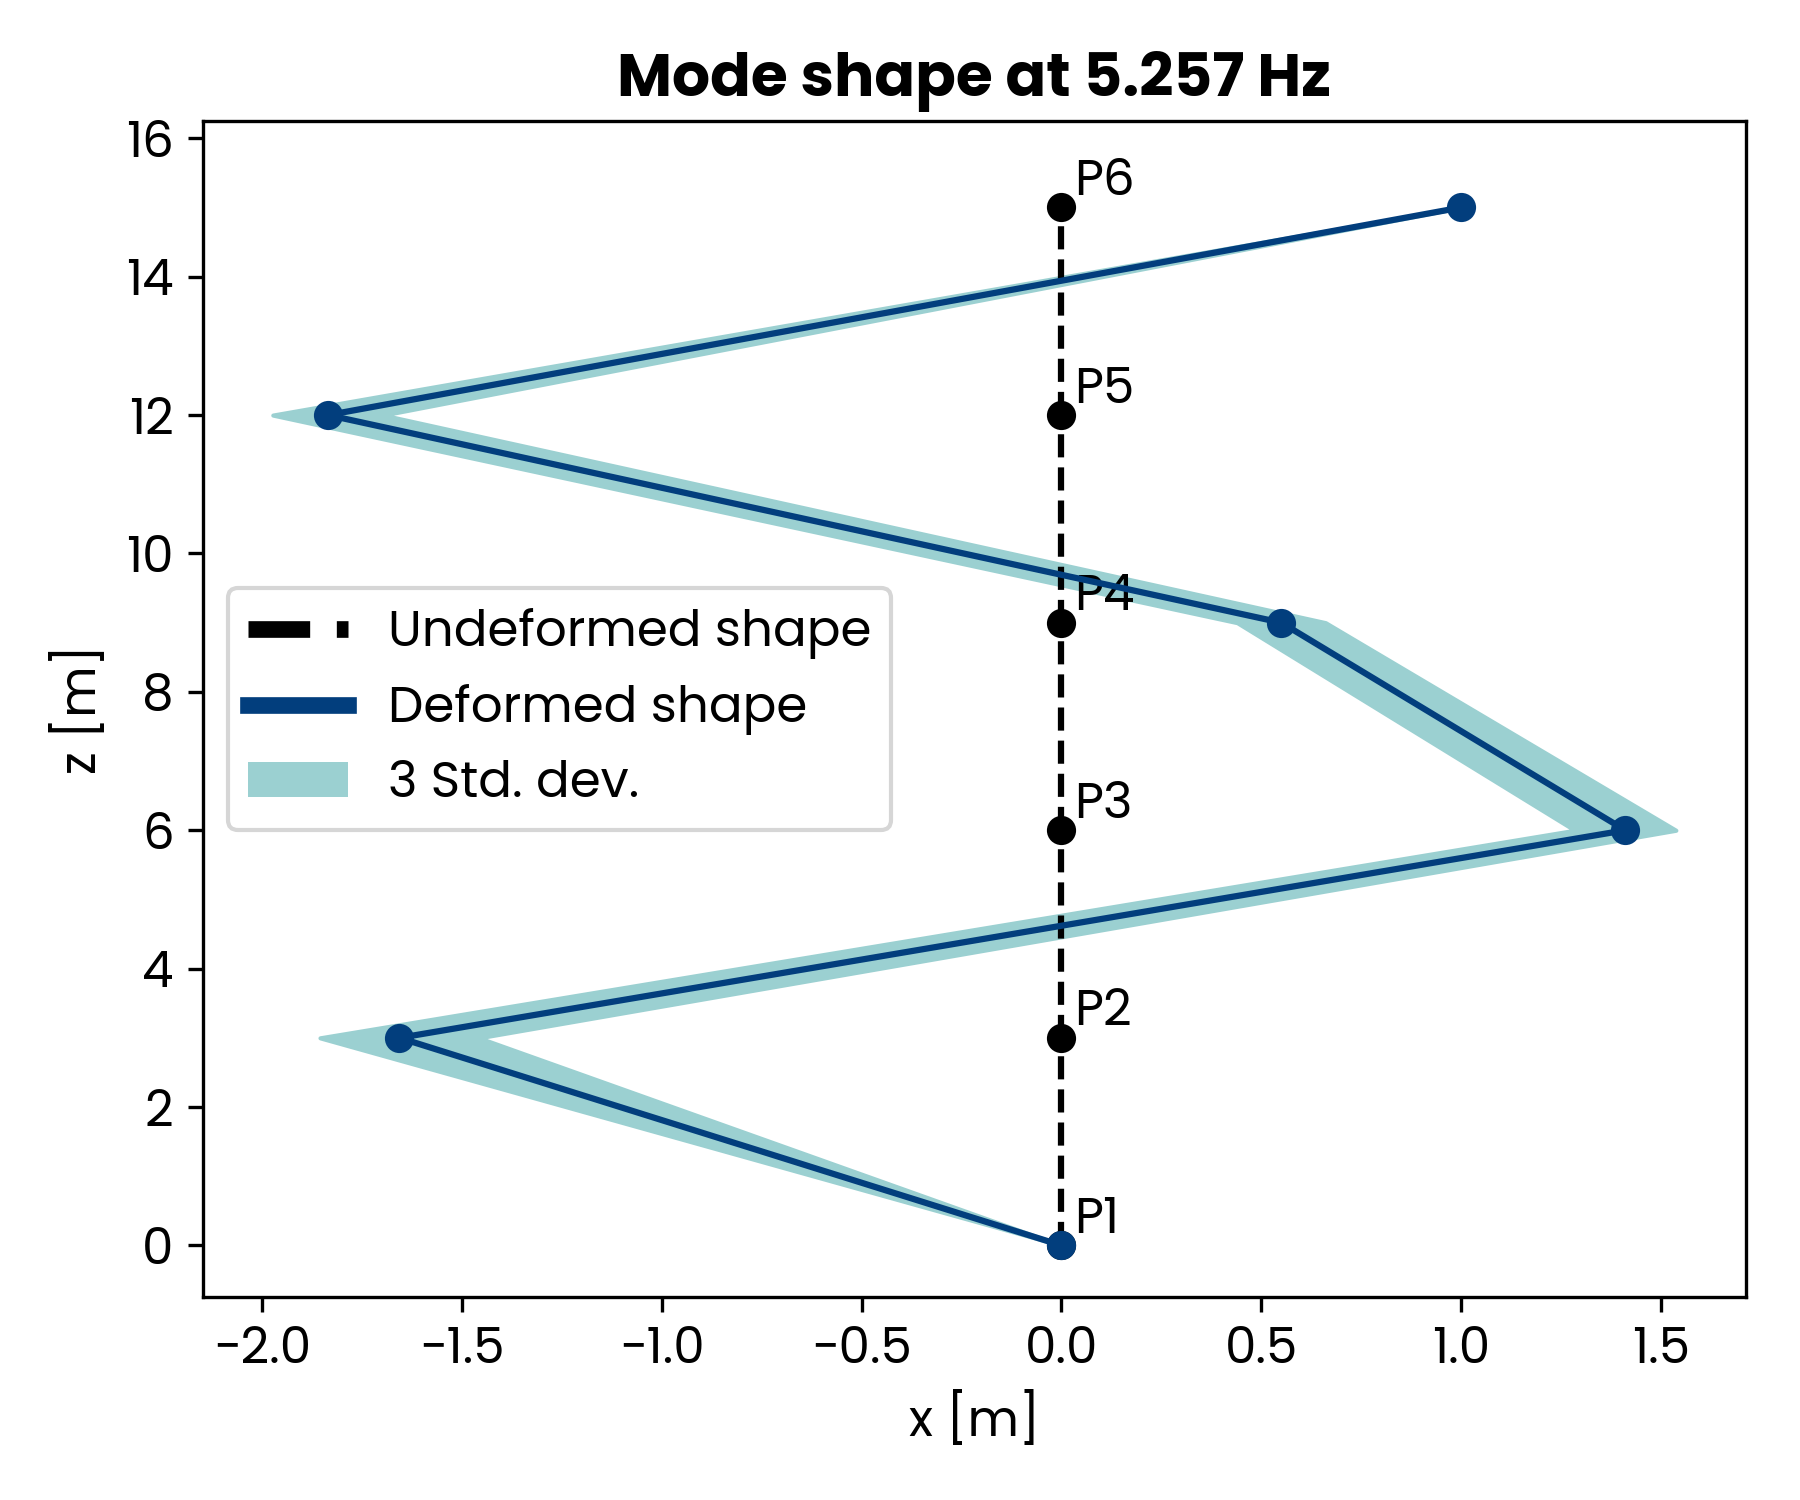 Mode shape at 5.257 Hz
16
14
12
10
8
6
4
2
0
z [m]
P6
P5
P4
P3
P2
P1
Undeformed shape
Deformed shape
3 Std. dev.
−2.0 −1.5 −1.0 −0.5 0.0 0.5 1.0 1.5
x [m]